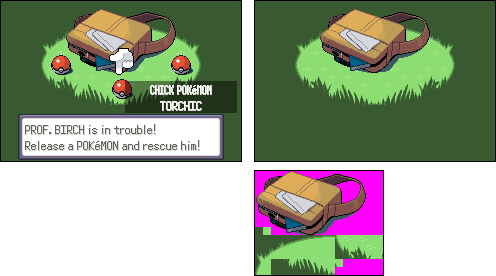 CHICK POKéMON
TORCHIC
PROF. BIRCH is in trouble!
Release a POKéMON and rescue him!